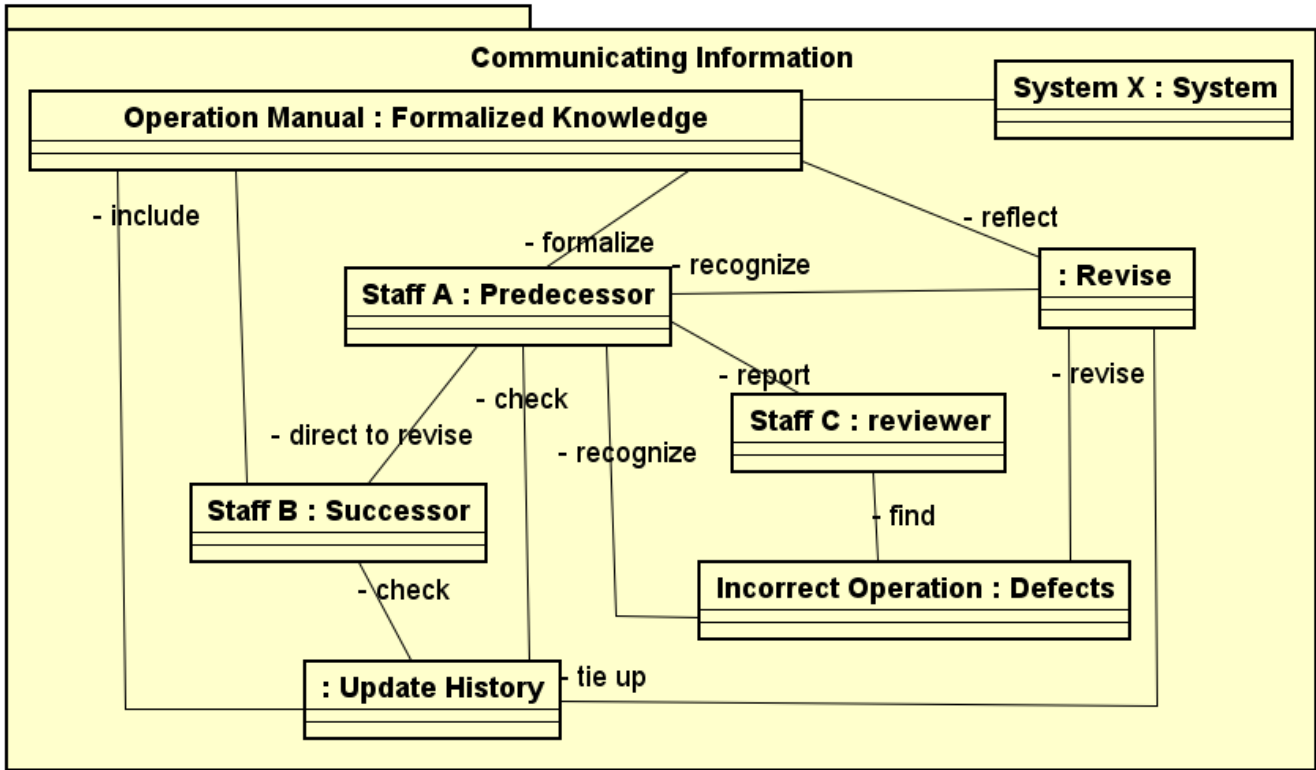 Communicating Information
System X : System
Operation Manual : Formalized Knowledge
- include
- reflect
- formalize
- recognize
: Revise
Staff A : Predecessor
- report
- revise
- check
Staff C : reviewer
- direct to revise
- recognize
Staff B : Successor
- find
- check
Incorrect Operation : Defects
: Update History
- tie up